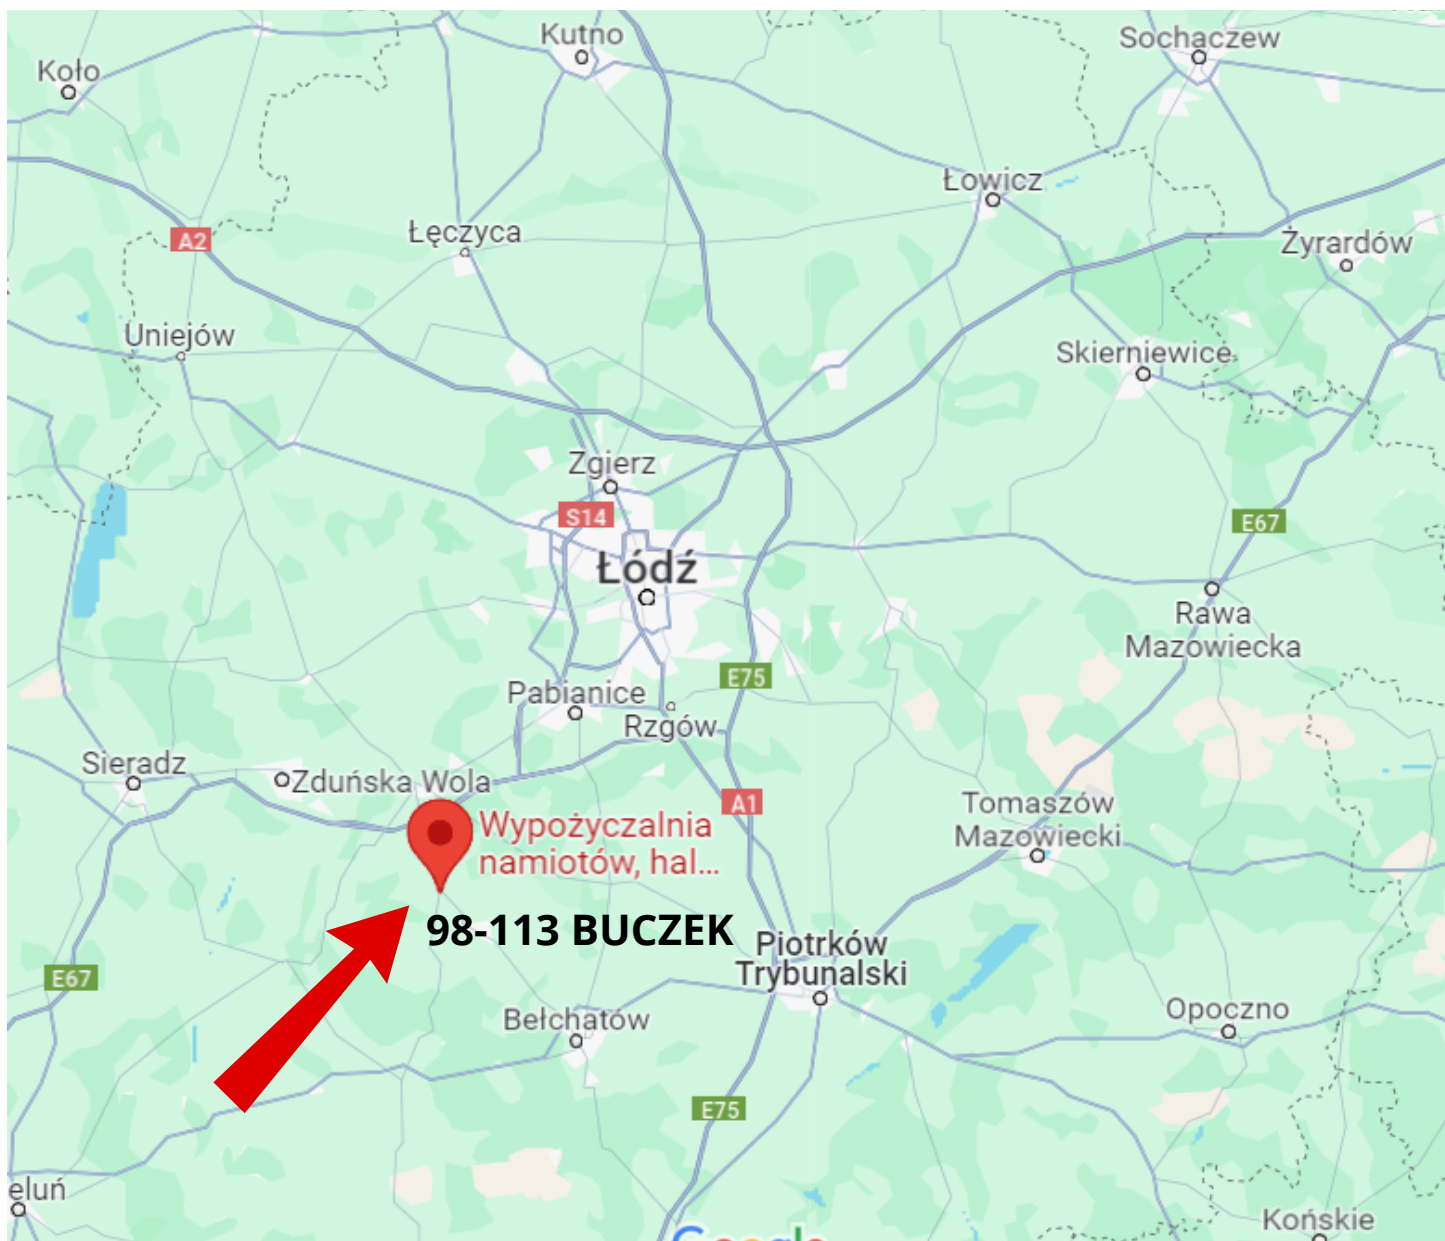 Kutno
Sochaczew
Koło
Łowicz
Łęczyca
A2
Żyrardów
Uniejów
Skierniewice
Zgierz
S14
E67
Łódź
Rawa
Mazowiecka
E75
Pabianice
Rzgów
Sieradz
Zduńska Wola
A1
Tomaszów
Mazowiecki
Wypożyczalnia
namiotów, hal...
98-113 BUCZEK
Piotrków
Trybunalski
E67
Opoczno
Bełchatów
E75
eluń
Końskie
Google